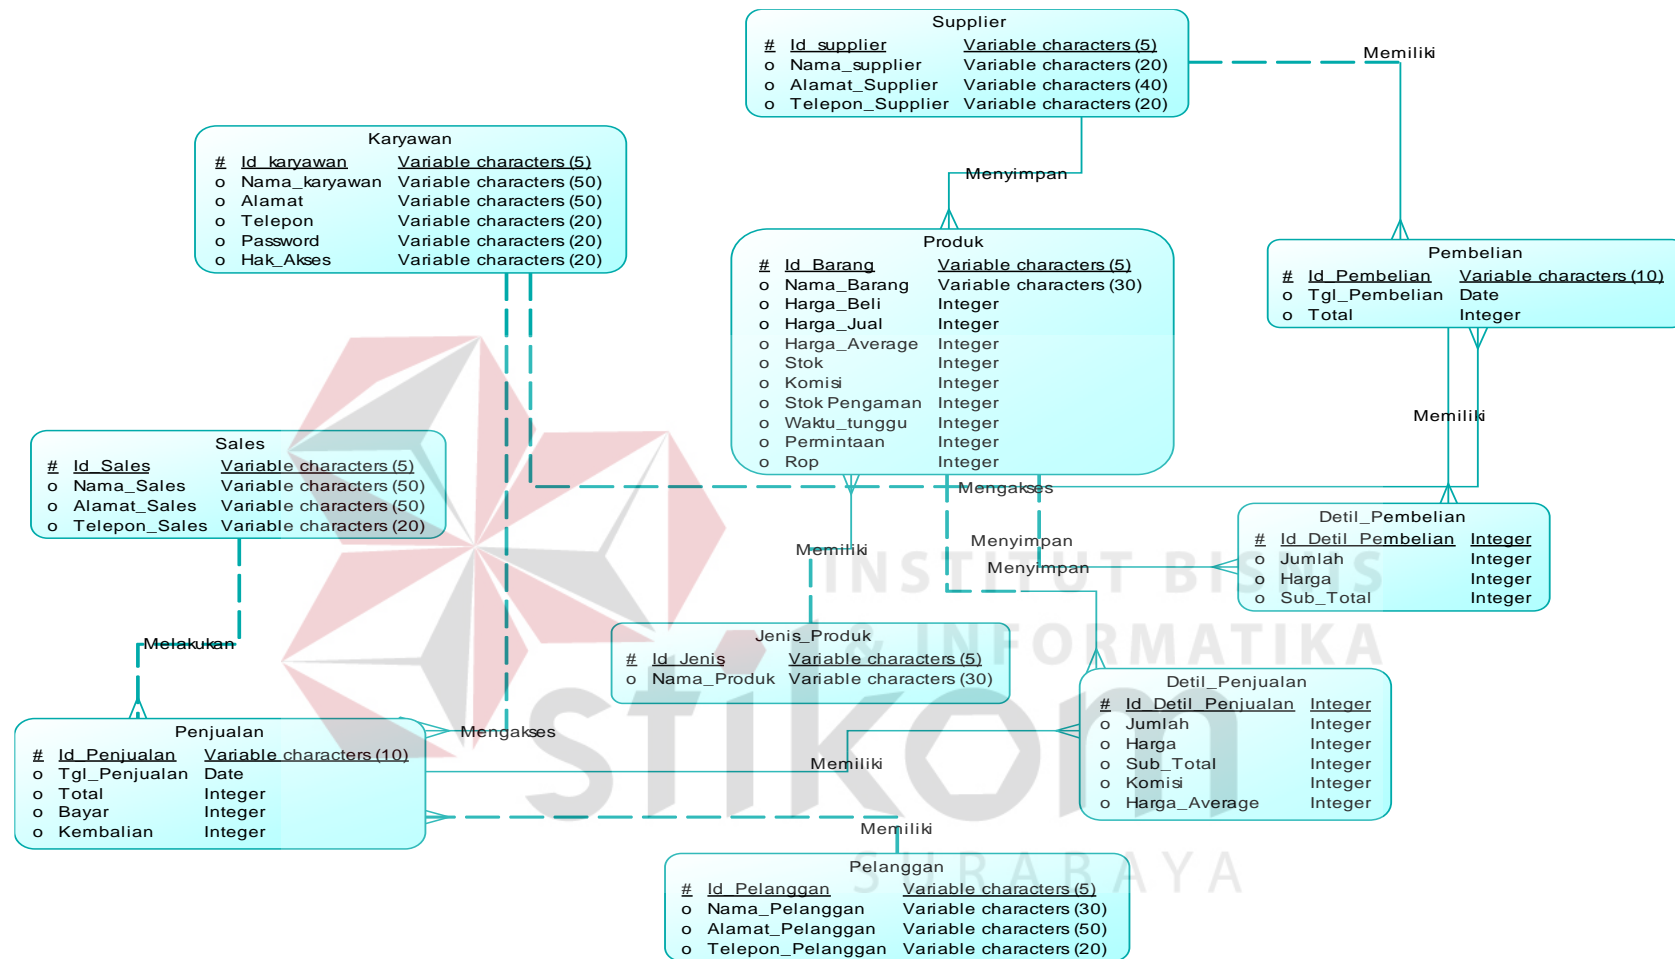 Supplier
# Id_supplier Variable characters (5)
o Nama_supplier Variable characters (20)
o Alamat_Supplier Variable characters (40)
o Telepon_Supplier Variable characters (20)
Memiliki
Karyawan
# Id_karyawan Variable characters (5)
o Nama_karyawan Variable characters (50)
o Alamat Variable characters (50)
o Telepon Variable characters (20)
o Password Variable characters (20)
o Hak_Akses Variable characters (20)
Menyimpan
Produk
# Id_Barang Variable characters (5)
o Nama_Barang Variable characters (30)
o Harga_Beli Integer
o Harga_Jual Integer
o Harga_Average Integer
o Stok Integer
o Komisi Integer
o Stok Pengaman Integer
o Waktu_tunggu Integer
o Permintaan Integer
o Rop Integer
Pembelian
# Id_Pembelian Variable characters (10)
o Tgl_Pembelian Date
o Total Integer
Memiliki
Sales
# Id_Sales Variable characters (5)
o Nama_Sales Variable characters (50)
o Alamat_Sales Variable characters (50)
o Telepon_Sales Variable characters (20)
Mengakses
Detil_Pembelian
# Id_Detil_Pembelian Integer
o Jumlah Integer
o Harga Integer
o Sub_Total Integer
Memiliki
Menyimpan
Menyimpan
INSTITUT BISNIS
& INFORMATIKA
stikom
SURABAYA
Melakukan
Jenis_Produk
# Id_Jenis Variable characters (5)
o Nama_Produk Variable characters (30)
Detil_Penjualan
# Id_Detil_Penjualan Integer
o Jumlah Integer
o Harga Integer
o Sub_Total Integer
o Komisi Integer
o Harga_Average Integer
Penjualan
# Id_Penjualan Variable characters (10)
o Tgl_Penjualan Date
o Total Integer
o Bayar Integer
o Kembalian Integer
Mengakses
Memiliki
Memiliki
Pelanggan
# Id_Pelanggan Variable characters (5)
o Nama_Pelanggan Variable characters (30)
o Alamat_Pelanggan Variable characters (50)
o Telepon_Pelanggan Variable characters (20)